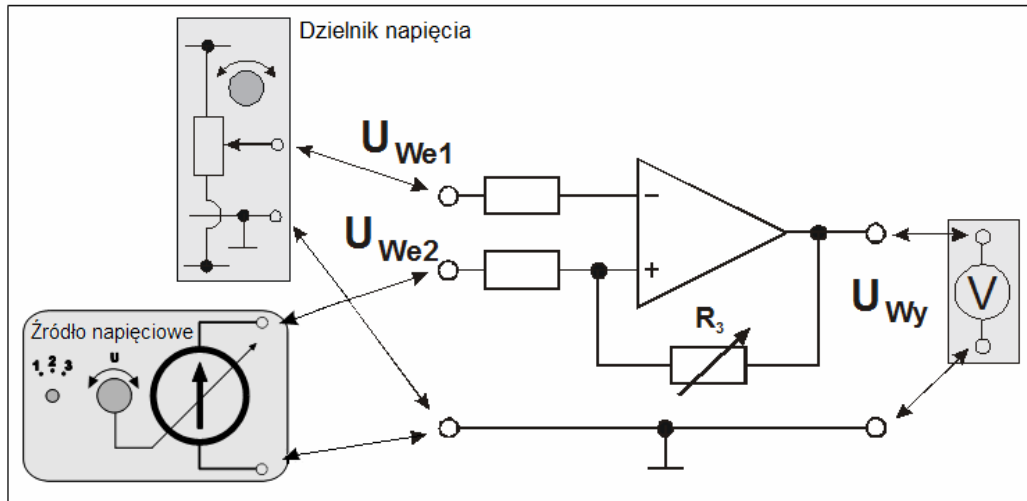 Dzielnik napięcia
U We1
U We2
−
+
R3
U Wy
V
Źródło napięciowe
1 2 3
U